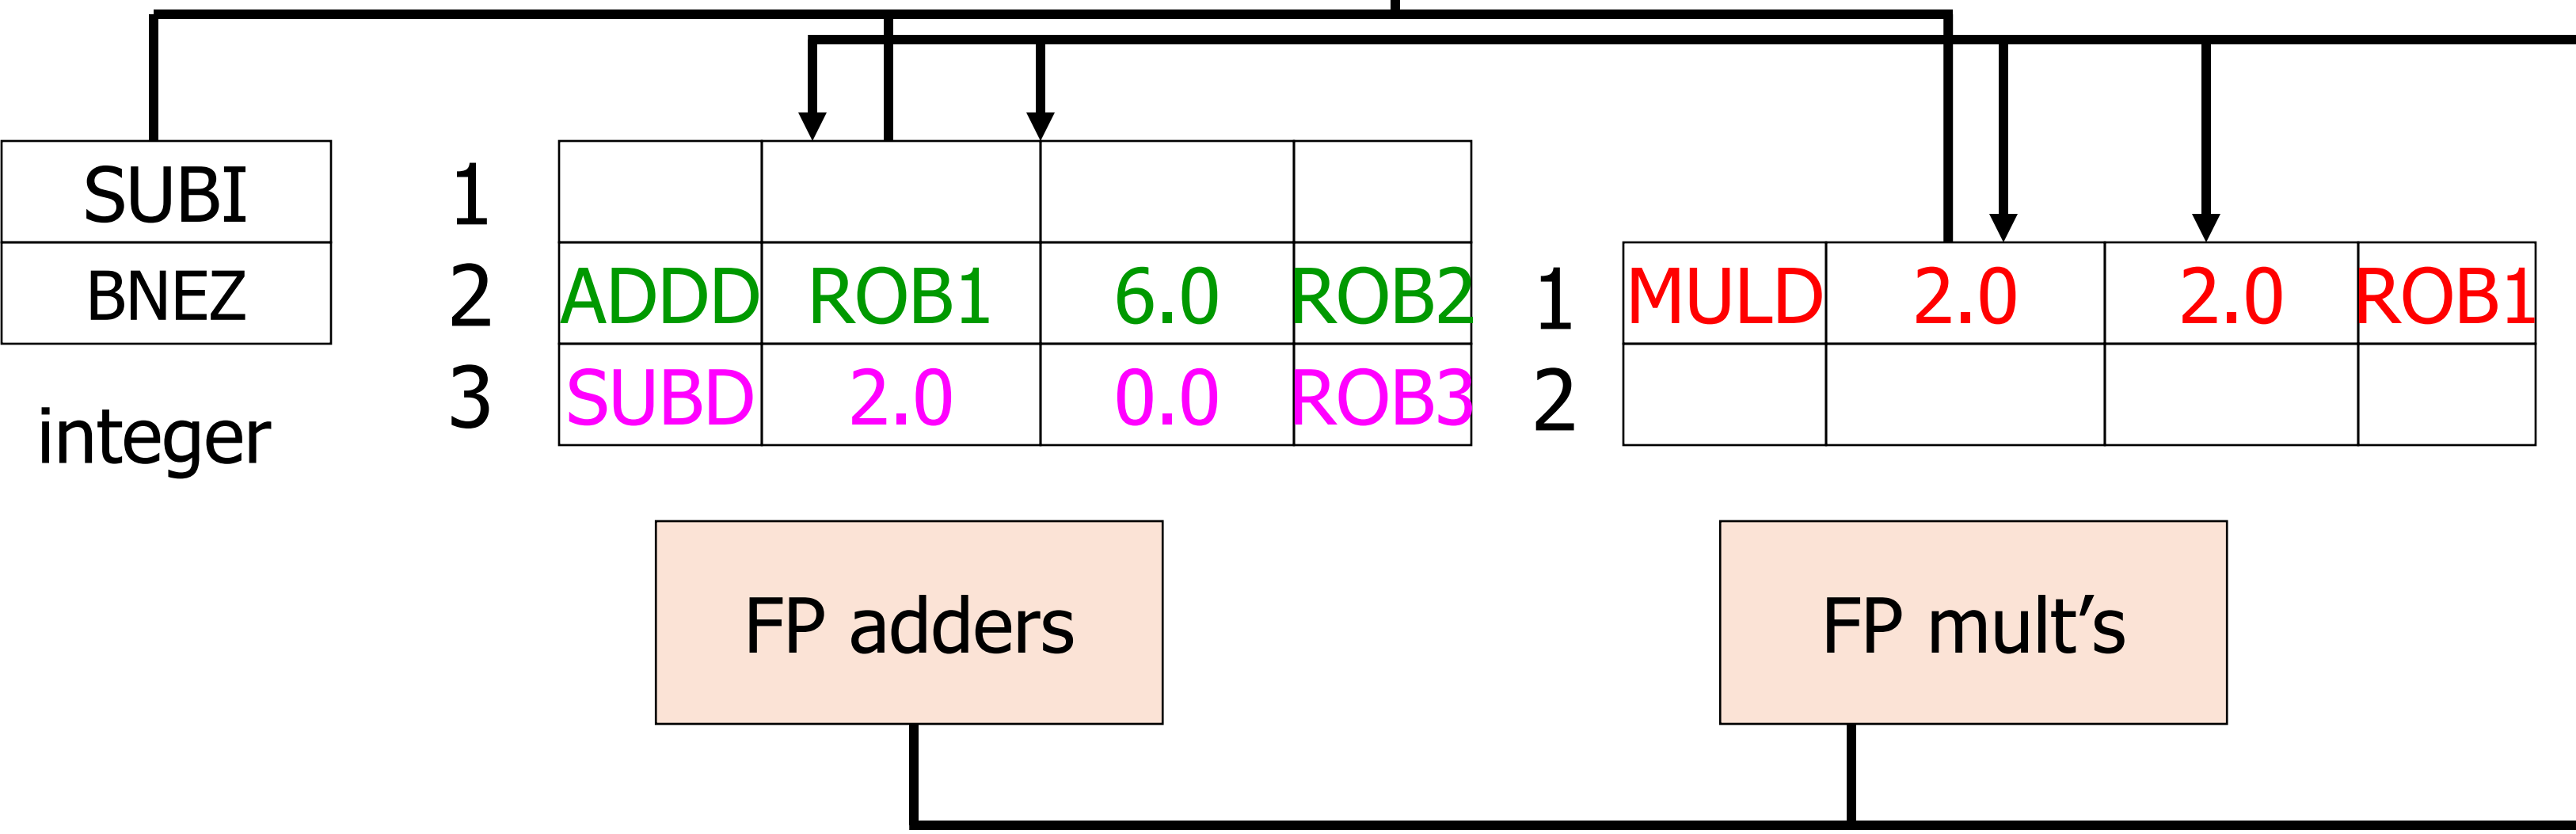 SUBI
BNEZ
integer
1
2 ADDD ROB1 6.0 ROB2
3 SUBD 2.0 0.0 ROB3
1 MULD 2.0 2.0 ROB1
2
FP adders
FP mult’s